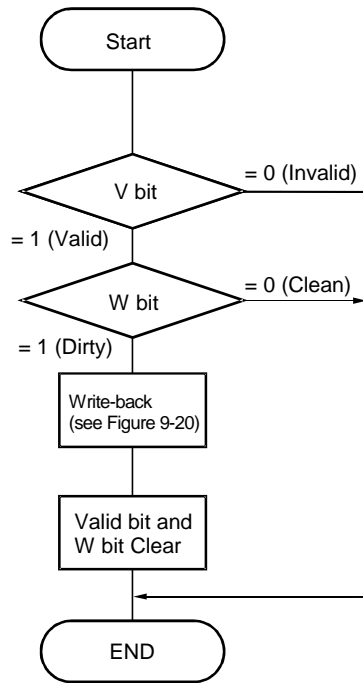 Start
= 0 (Invalid)
V bit
= 1 (Valid)
= 0 (Clean)
W bit
= 1 (Dirty)
Write-back
(see Figure 9-20)
Valid bit and
W bit Clear
END